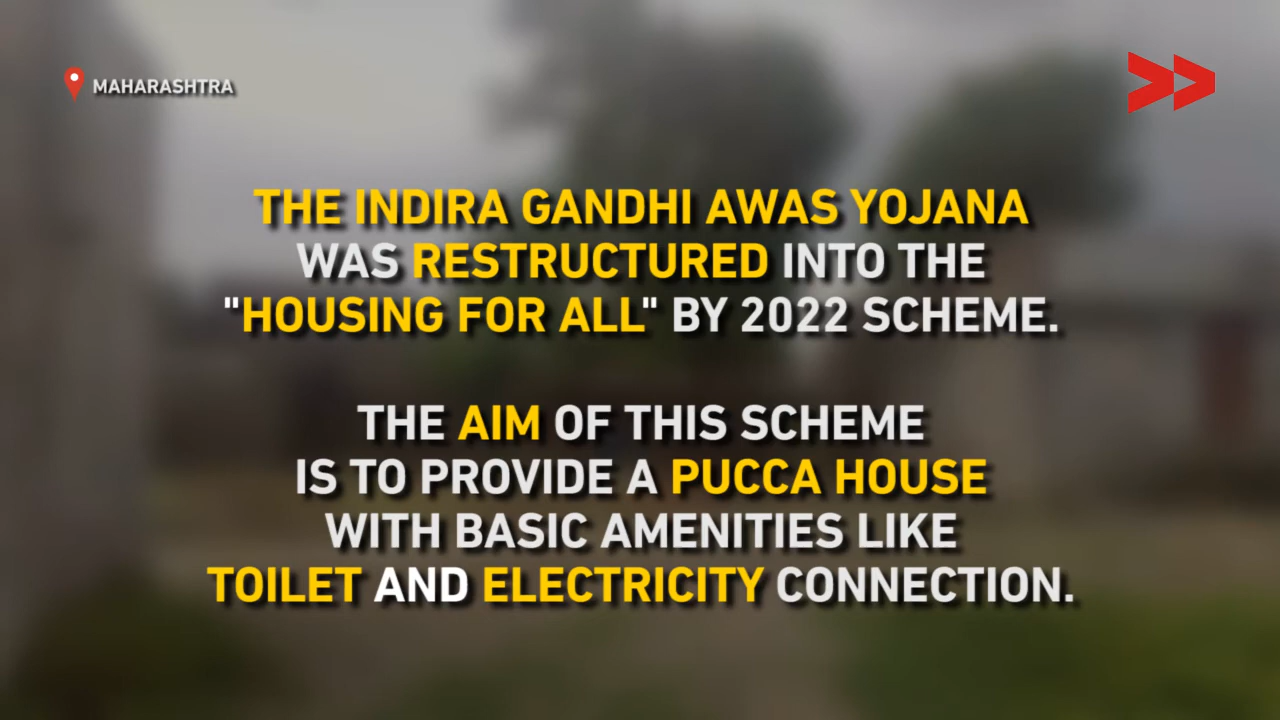 MAHARASHTRA
THE INDIRA GANDHI AWAS YOJANA
WAS RESTRUCTURED INTO THE
"HOUSING FOR ALL" BY 2022 SCHEME.
THE AIM OF THIS SCHEME
IS TO PROVIDE A PUCCA HOUSE
WITH BASIC AMENITIES LIKE
TOILET AND ELECTRICITY CONNECTION.